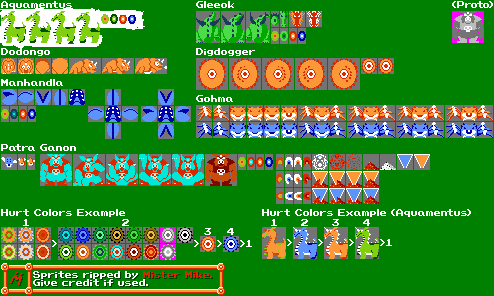 Aquamentus
Gleeok
(Proto)
Dodongo
Digdogger
Manhandla
Gohma
Patra Ganon
Hurt Colors Example
1 2 3 4
> > > >1
Hurt Colors Example (Aquamentus)
1 2 3 4
> > > >1
Sprites ripped by Mister Mike.
Give credit if used.